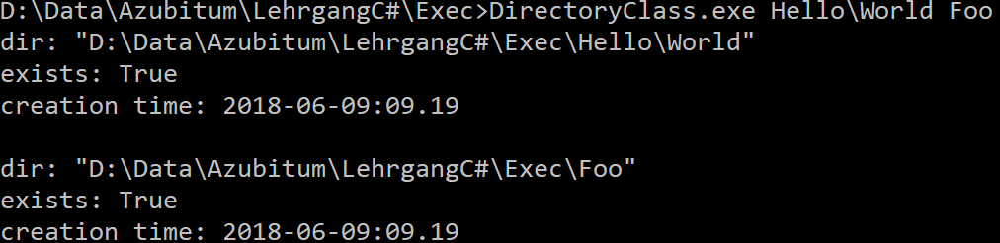 D:\Data\Azubitum\LehrgangC#\Exec>DirectoryClass.exe Hello\World Foo
dir: "D:\Data\Azubitum\LehrgangC#\Exec\Hello\World"
exists: True
creation time: 2018-06-09:09.19

dir: "D:\Data\Azubitum\LehrgangC#\Exec\Foo"
exists: True
creation time: 2018-06-09:09.19